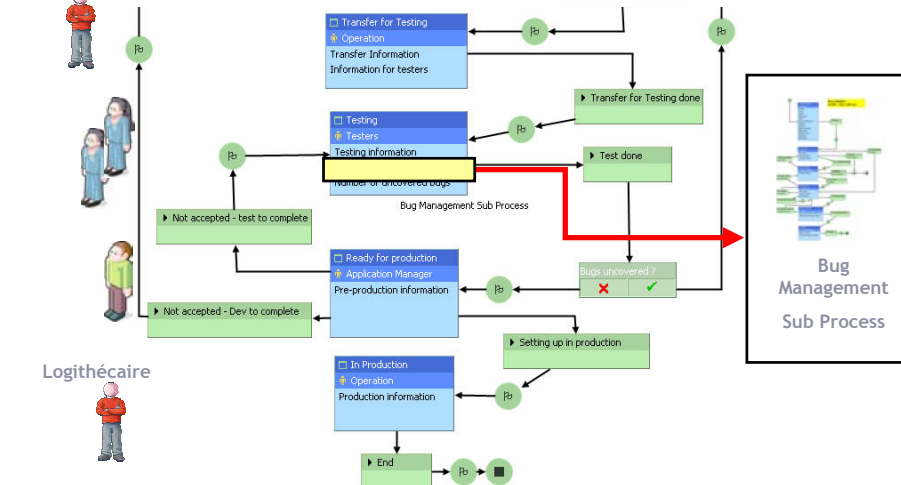 Transfer for Testing
Operation
Transfer Information
Information for testers
Transfer for Testing done
Testing
Testers
Testing information
Number of uncovered bugs
Test done
Bug Management Sub Process
Not accepted - test to complete
Ready for production
Application Manager
Pre-production information
Bugs uncovered ?
Bug
Management
Sub Process
Not accepted - Dev to complete
Setting up in production
Logithécaire
In Production
Operation
Production information
End